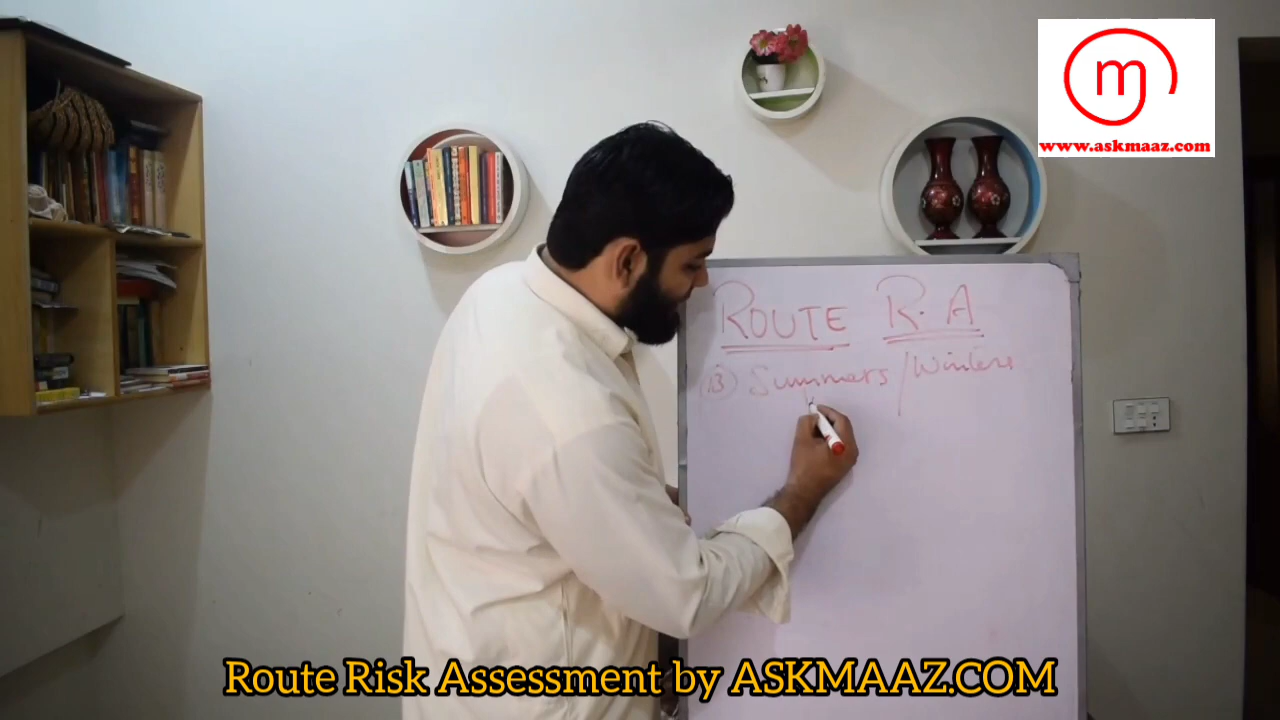 m
www.askmaaz.com
ROUTE R.A
(13) Summers / Winters
Route Risk Assessment by ASKMAAZ.COM